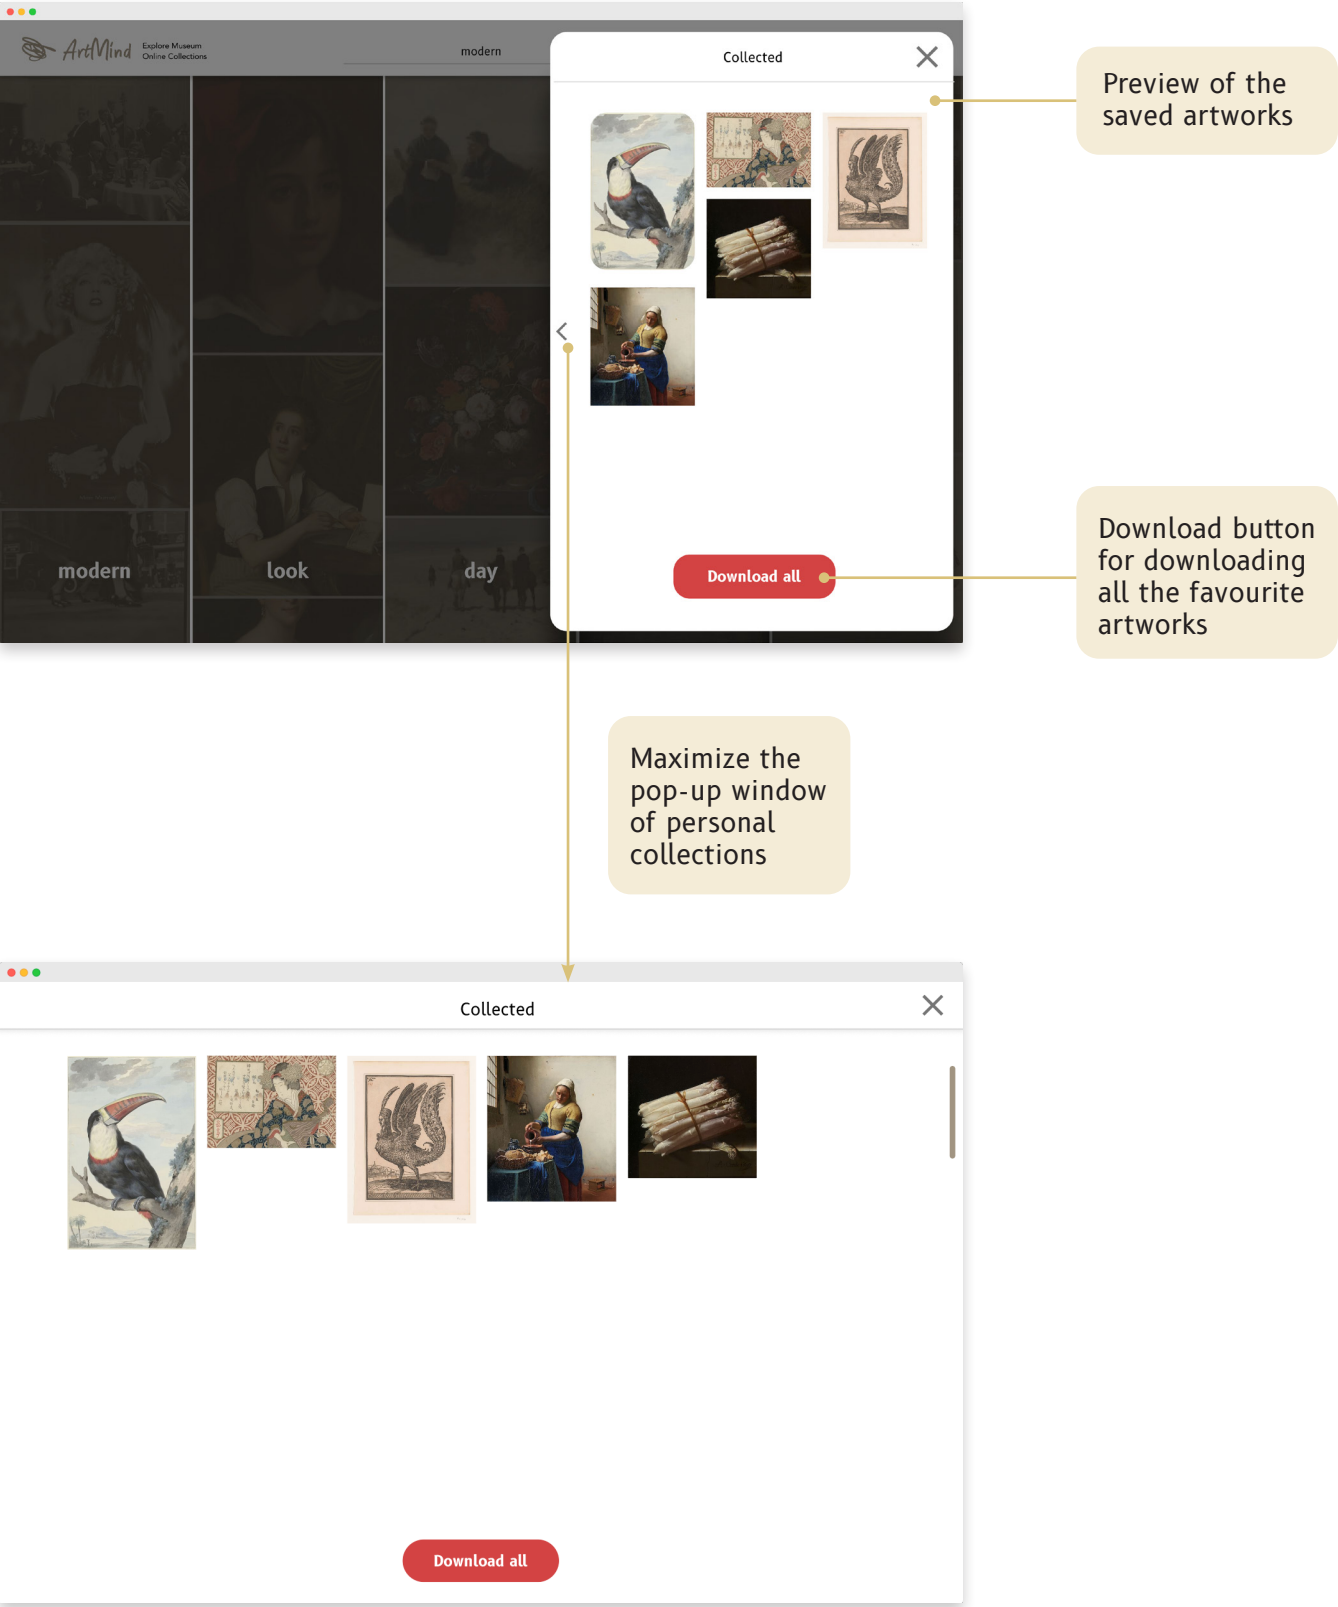 ArtMind
Explore Museum
Online Collections
modern
Collected
Preview of the
saved artworks
modern
look
day
Download all
Download button
for downloading
all the favourite
artworks
Maximize the
pop-up window
of personal
collections
Collected
Download all